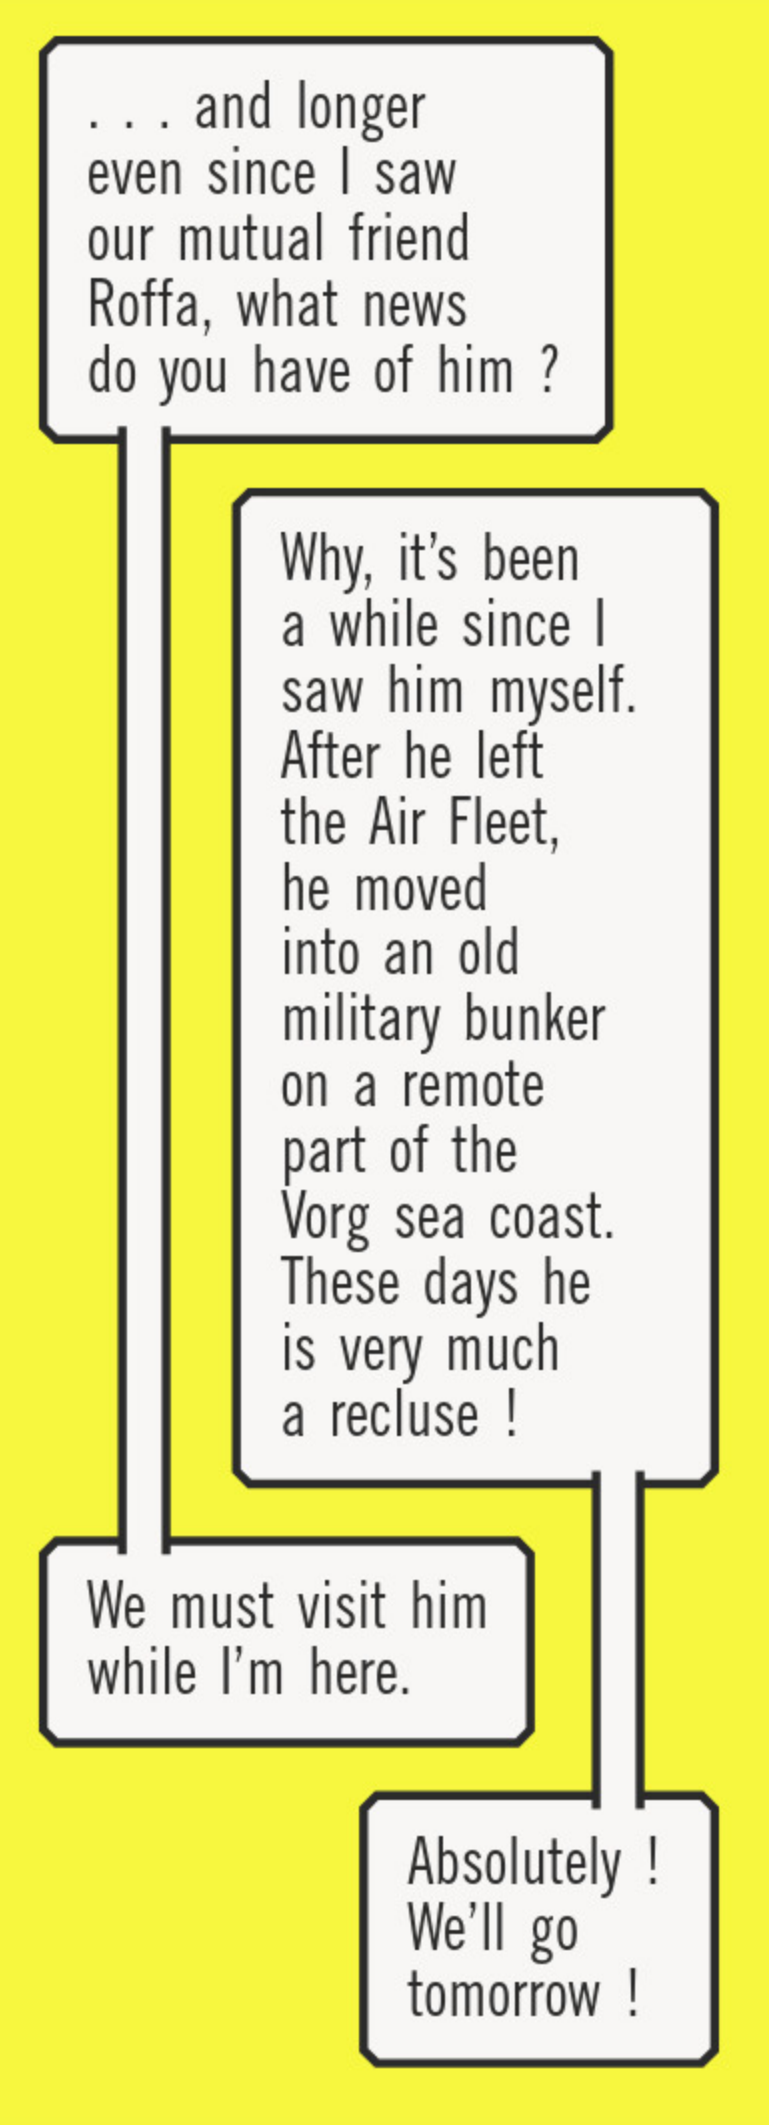 . . . and longer
even since I saw
our mutual friend
Roffa, what news
do you have of him ?
Why, it’s been
a while since I
saw him myself.
After he left
the Air Fleet,
he moved
into an old
military bunker
on a remote
part of the
Vorg sea coast.
These days he
is very much
a recluse !
We must visit him
while I’m here.
Absolutely !
We’ll go
tomorrow !